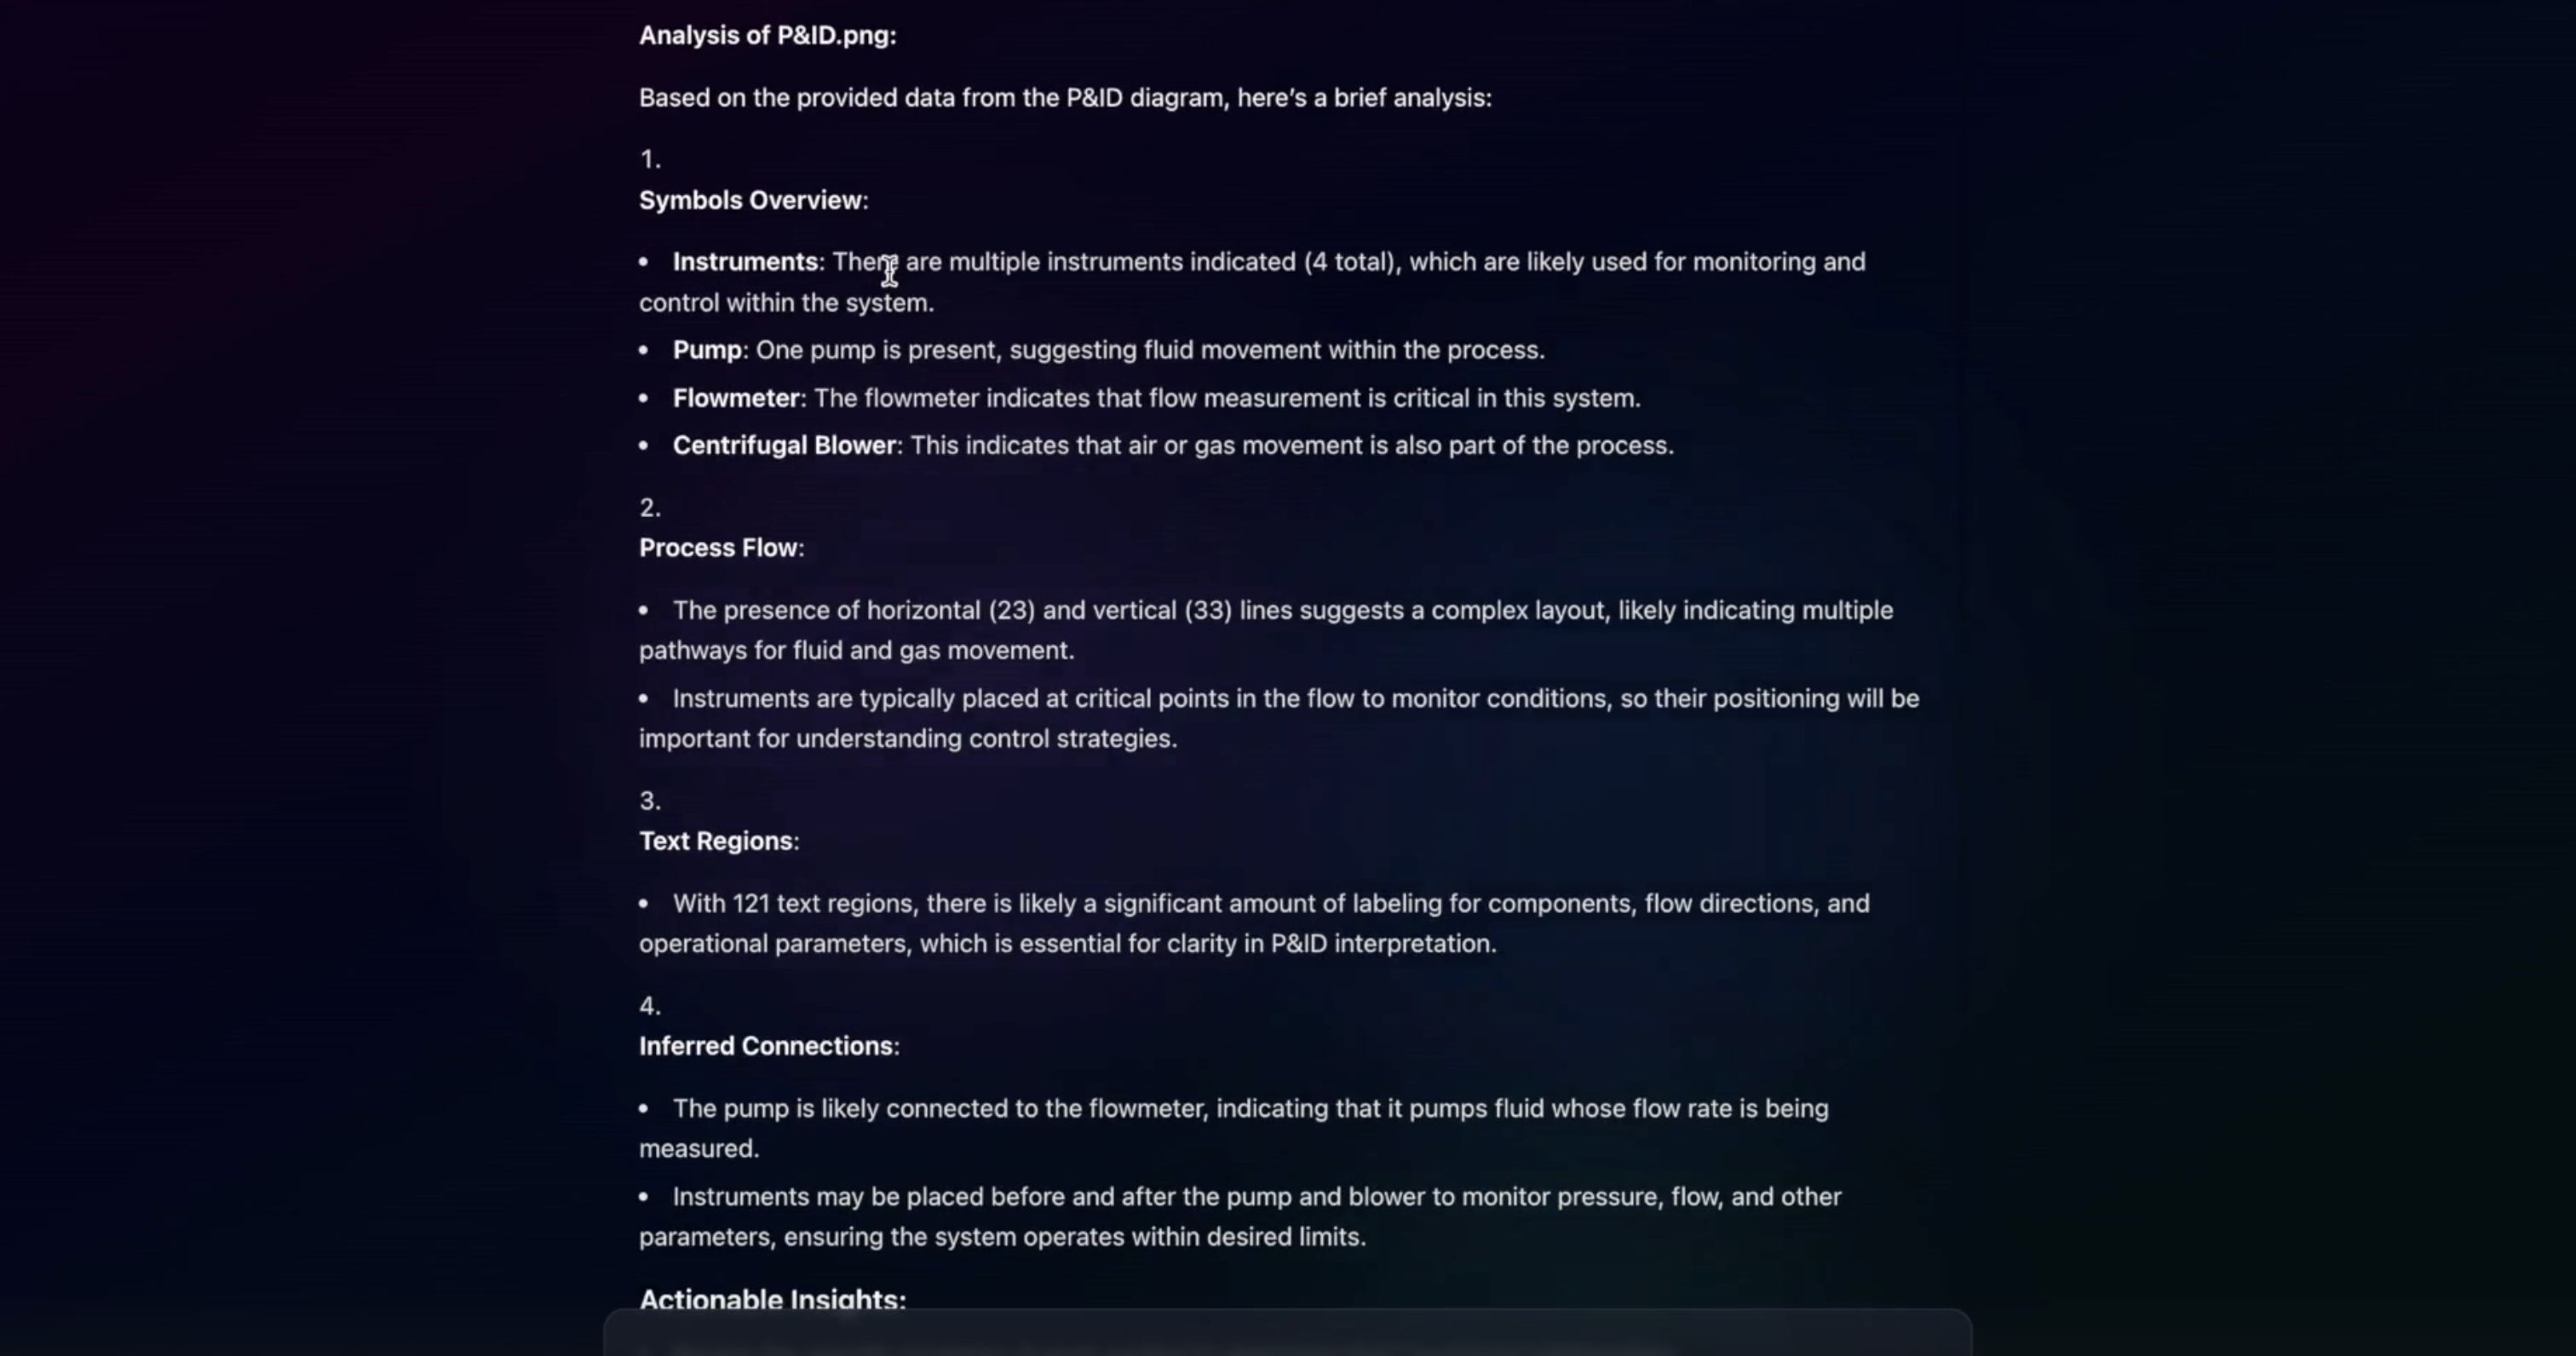 Analysis of P&ID.png:
Based on the provided data from the P&ID diagram, here's a brief analysis:
1.
Symbols Overview:
• Instruments: There are multiple instruments indicated (4 total), which are likely used for monitoring and
control within the system.
• Pump: One pump is present, suggesting fluid movement within the process.
• Flowmeter: The flowmeter indicates that flow measurement is critical in this system.
• Centrifugal Blower: This indicates that air or gas movement is also part of the process.
2.
Process Flow:
• The presence of horizontal (23) and vertical (33) lines suggests a complex layout, likely indicating multiple
pathways for fluid and gas movement.
• Instruments are typically placed at critical points in the flow to monitor conditions, so their positioning will be
important for understanding control strategies.
3.
Text Regions:
• With 121 text regions, there is likely a significant amount of labeling for components, flow directions, and
operational parameters, which is essential for clarity in P&ID interpretation.
4.
Inferred Connections:
• The pump is likely connected to the flowmeter, indicating that it pumps fluid whose flow rate is being
measured.
• Instruments may be placed before and after the pump and blower to monitor pressure, flow, and other
parameters, ensuring the system operates within desired limits.
Actionable Insights: